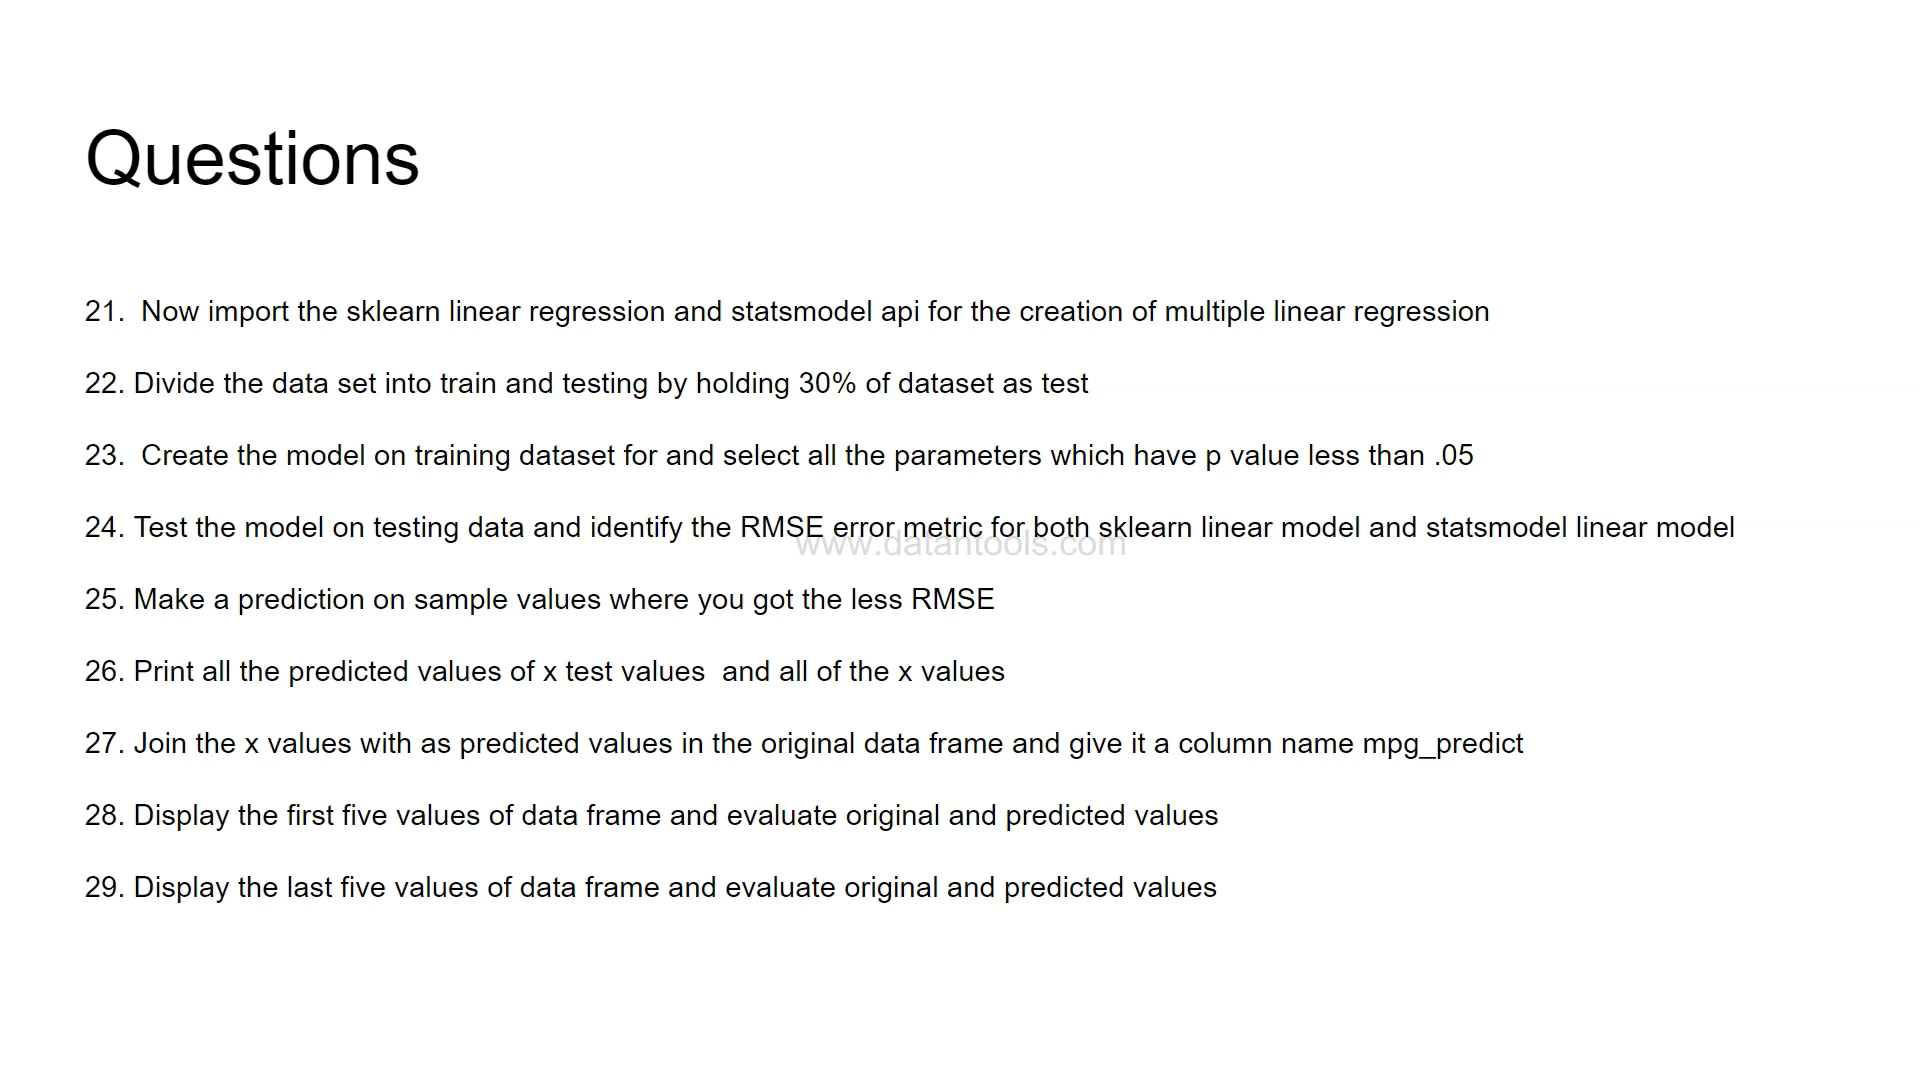 Questions
21.  Now import the sklearn linear regression and statsmodel api for the creation of multiple linear regression
22. Divide the data set into train and testing by holding 30% of dataset as test
23.  Create the model on training dataset for and select all the parameters which have p value less than .05
24. Test the model on testing data and identify the RMSE error metric for both sklearn linear model and statsmodel linear model
www.datantools.com
25. Make a prediction on sample values where you got the less RMSE
26. Print all the predicted values of x test values  and all of the x values
27. Join the x values with as predicted values in the original data frame and give it a column name mpg_predict
28. Display the first five values of data frame and evaluate original and predicted values
29. Display the last five values of data frame and evaluate original and predicted values